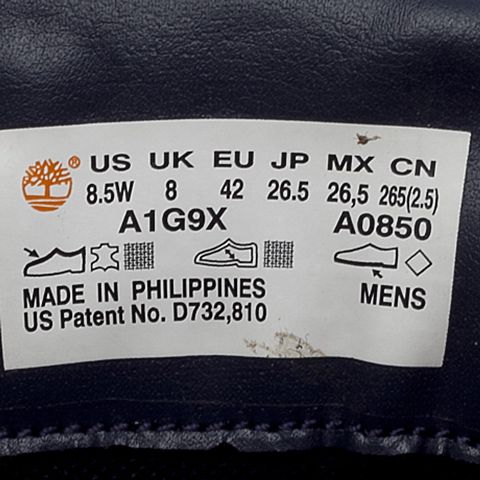 ® US UK EU JP MX CN
8.5W 8 42 26.5 26,5 265(2.5)
A1G9X A0850
MADE IN PHILIPPINES MENS
US Patent No. D732,810